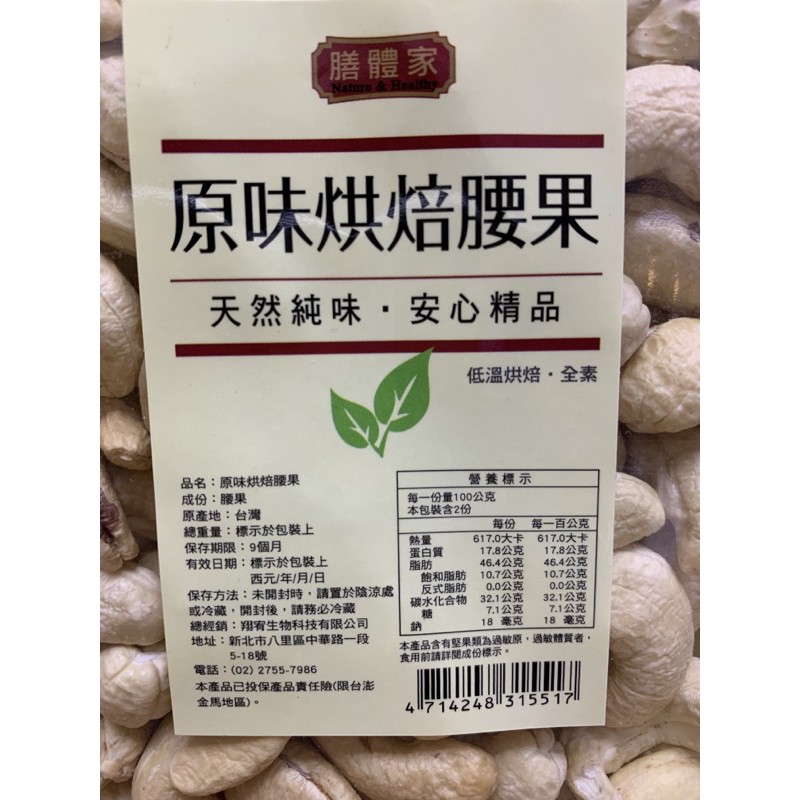 膳體家
Nature & Healthy
原味烘焙腰果
天然純味・安心精品
低溫烘焙・全素
品名：原味烘焙腰果
成份：腰果
原產地：台灣
總重量：標示於包裝上
保存期限：9個月
有效日期：標示於包裝上
西元/年/月/日
保存方法：未開封時，請置於陰涼處
或冷藏，開封後，請務必冷藏
總經銷：翔宥生物科技有限公司
地址：新北市八里區中華路一段
5-18號
電話：(02) 2755-7986
本產品已投保產品責任險(限台澎
金馬地區)。
營養標示
每一份量100公克
本包裝含2份
每份 每一百公克
熱量 617.0大卡 617.0大卡
蛋白質 17.8公克 17.8公克
脂肪 46.4公克 46.4公克
飽和脂肪 10.7公克 10.7公克
反式脂肪 0.0公克 0.0公克
碳水化合物 32.1公克 32.1公克
糖 7.1公克 7.1公克
鈉 18 毫克 18 毫克
本產品含有堅果類為過敏原，過敏體質者，
食用前請詳閱成份標示。
4 714248 315517